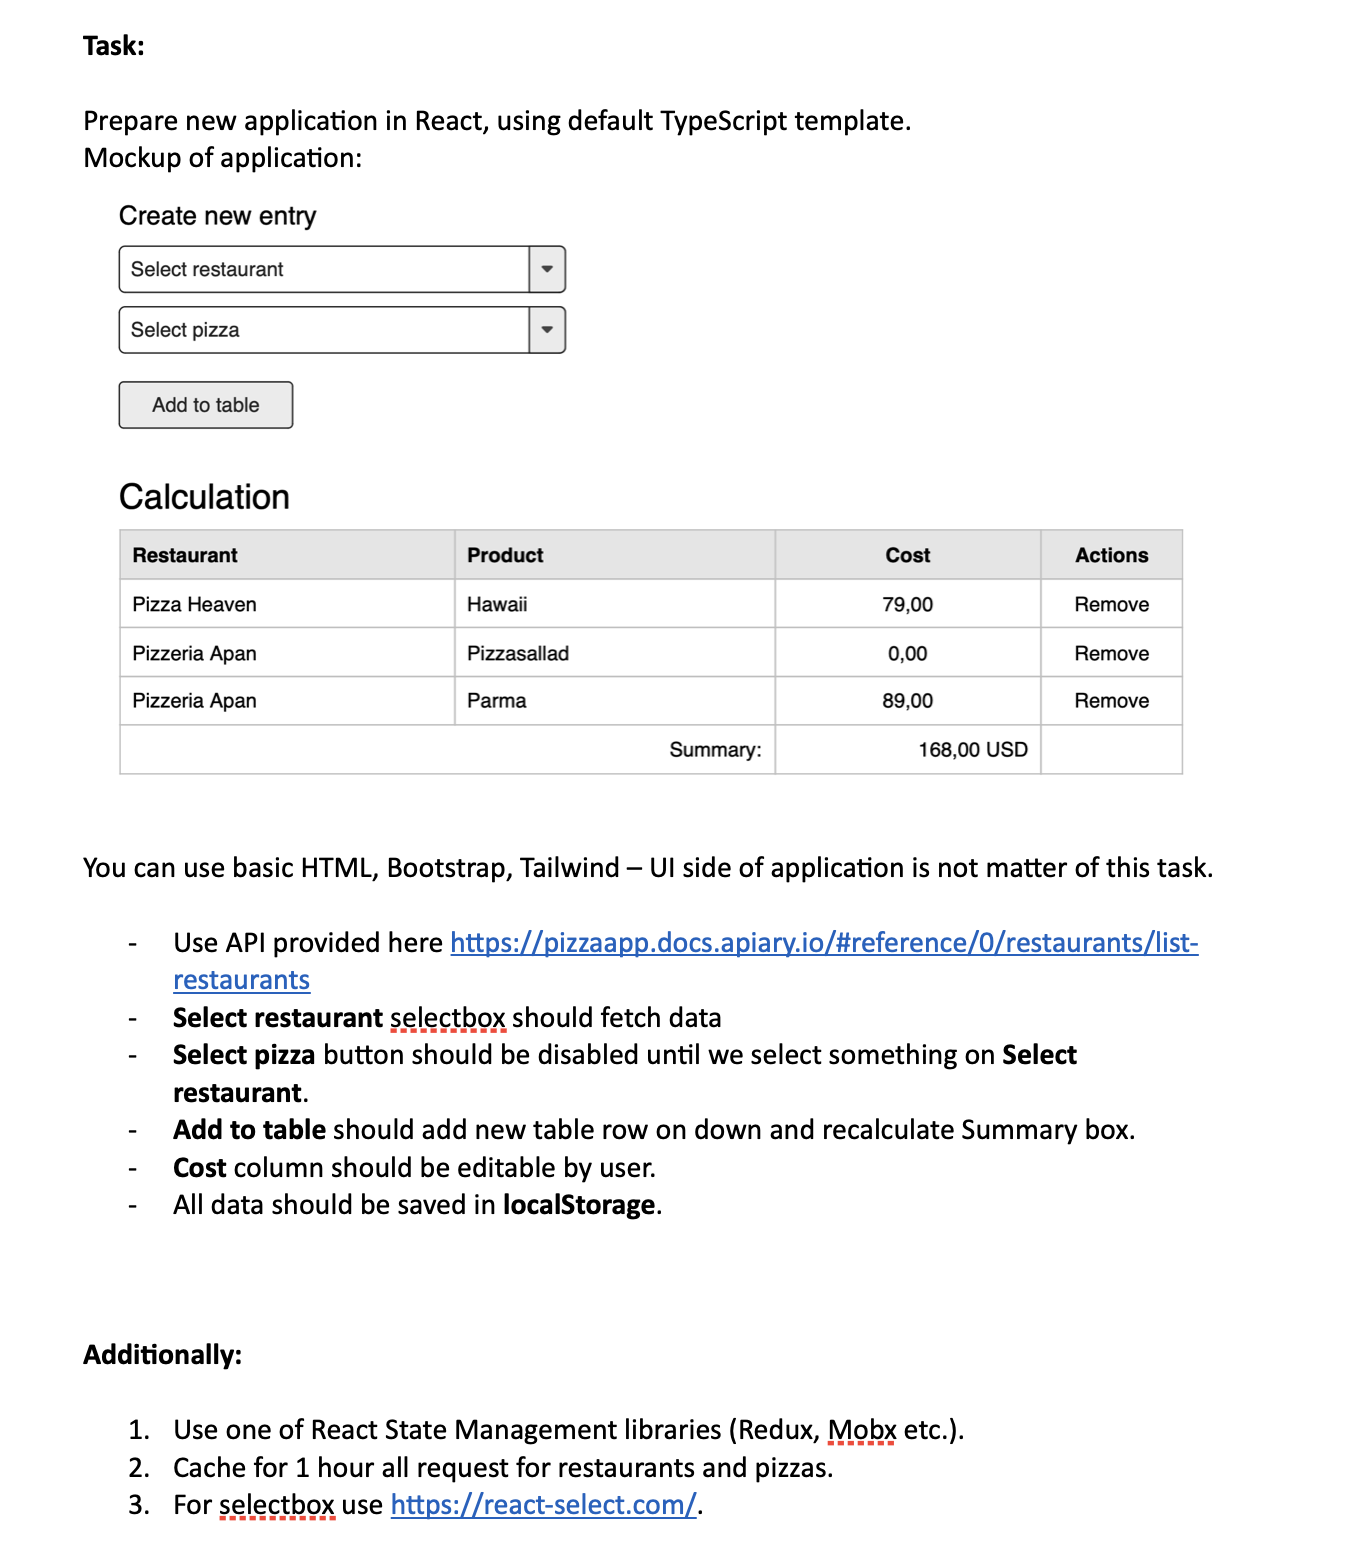 Task:
Prepare new application in React, using default TypeScript template.
Mockup of application:
Create new entry
Select restaurant
Select pizza
Add to table
Calculation
Restaurant Product Cost Actions
Pizza Heaven Hawaii 79,00 Remove
Pizzeria Apan Pizzasallad 0,00 Remove
Pizzeria Apan Parma 89,00 Remove
Summary: 168,00 USD
You can use basic HTML, Bootstrap, Tailwind – UI side of application is not matter of this task.
- Use API provided here https://pizzaapp.docs.apiary.io/#reference/0/restaurants/list-
restaurants
- Select restaurant selectbox should fetch data
- Select pizza button should be disabled until we select something on Select
restaurant.
- Add to table should add new table row on down and recalculate Summary box.
- Cost column should be editable by user.
- All data should be saved in localStorage.
Additionally:
1. Use one of React State Management libraries (Redux, Mobx etc.).
2. Cache for 1 hour all request for restaurants and pizzas.
3. For selectbox use https://react-select.com/.